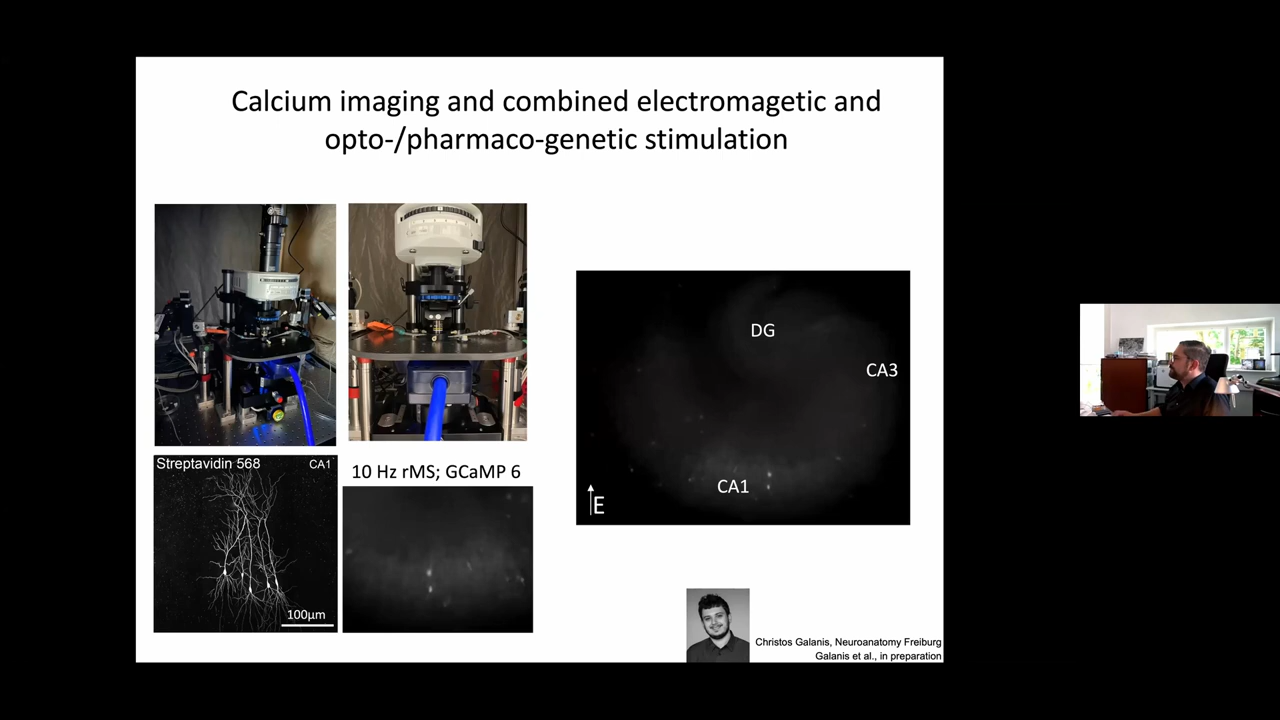 Calcium imaging and combined electromagetic and
opto-/pharmaco-genetic stimulation
Streptavidin 568
CA1
100µm
10 Hz rMS; GCaMP 6
DG
CA3
CA1
E
Christos Galanis, Neuroanatomy Freiburg
Galanis et al., in preparation